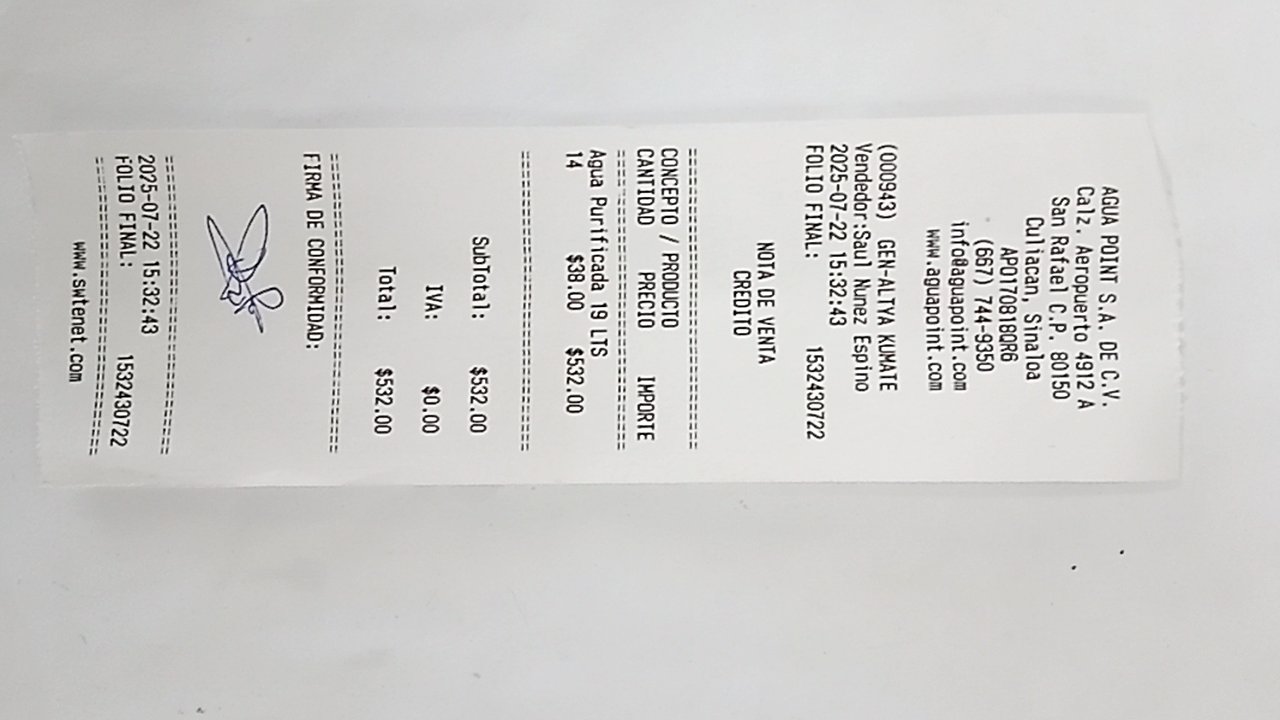 AGUA POINT S.A. DE C.V.
Calz. Aeropuerto 4912 A
San Rafael C.P. 80150
Culiacan, Sinaloa
APO170818QR6
(667) 744-9350
info@aguapoint.com
www.aguapoint.com
(000943) GEN-ALTYA KUMATE
Vendedor:Saul Nunez Espino
2025-07-22 15:32:43
FOLIO FINAL: 1532430722
NOTA DE VENTA
CREDITO
================================
CONCEPTO / PRODUCTO
CANTIDAD PRECIO IMPORTE
================================
Agua Purificada 19 LTS
14 $38.00 $532.00
================================
SubTotal: $532.00
IVA: $0.00
Total: $532.00
================================
FIRMA DE CONFORMIDAD:
================================
2025-07-22 15:32:43
FOLIO FINAL: 1532430722
================================
www.swtenet.com